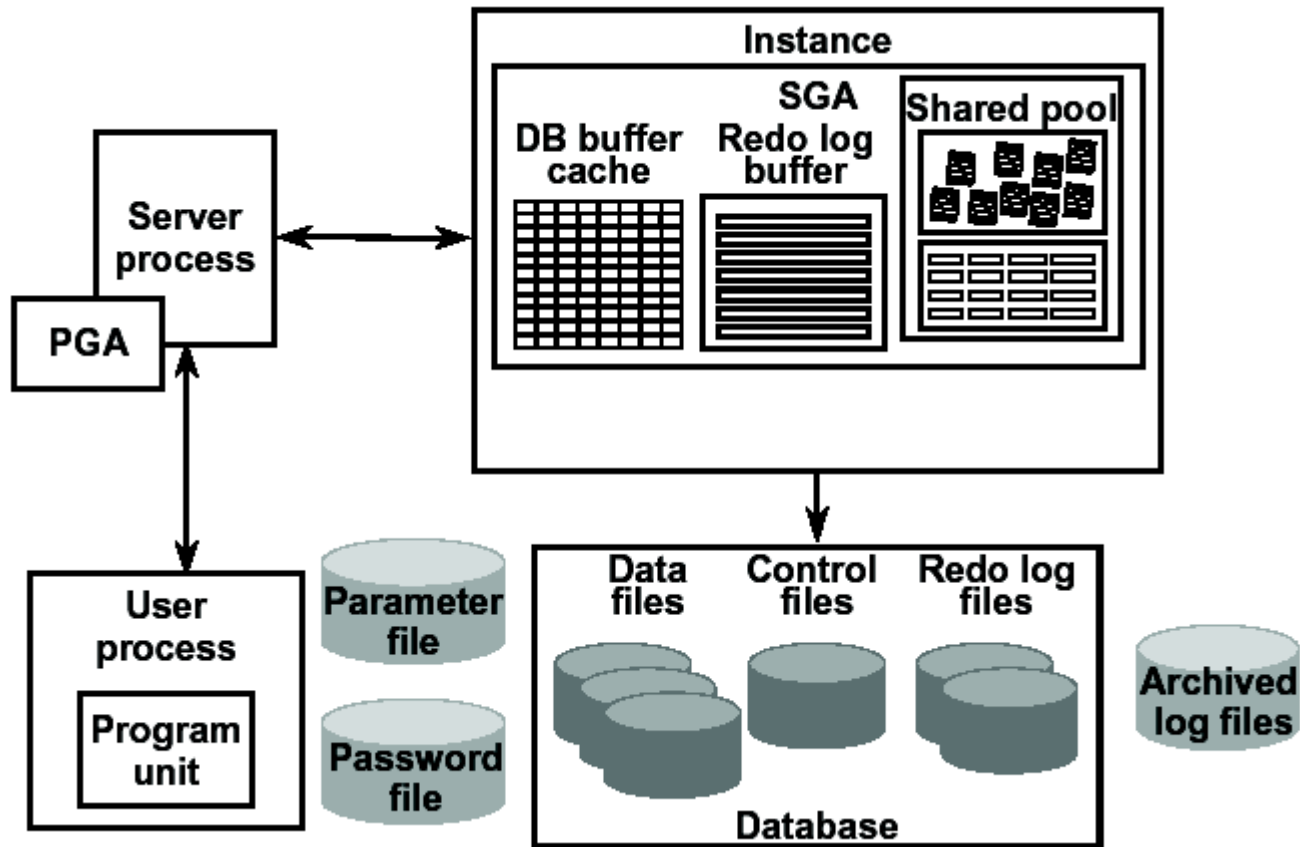 Instance
SGA
Shared pool
DB buffer
cache
Redo log
buffer
Server
process
PGA
User
process
Program
unit
Parameter
file
Password
file
Data
files
Control
files
Redo log
files
Database
Archived
log files